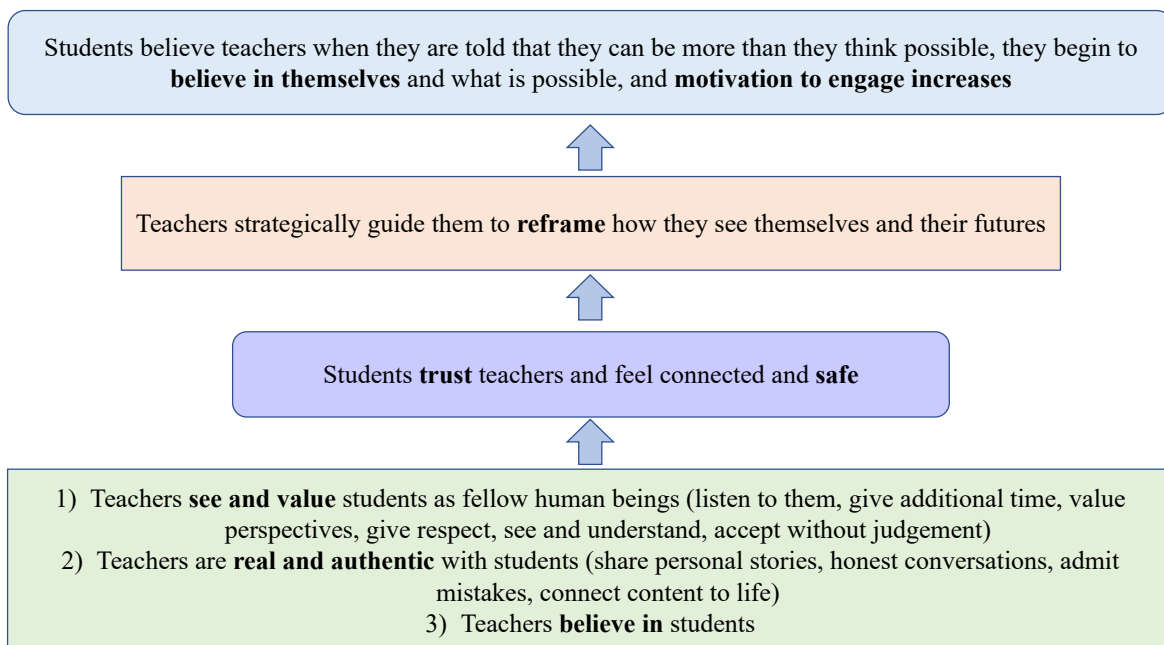 Students believe teachers when they are told that they can be more than they think possible, they begin to
believe in themselves and what is possible, and motivation to engage increases
Teachers strategically guide them to reframe how they see themselves and their futures
Students trust teachers and feel connected and safe
1) Teachers see and value students as fellow human beings (listen to them, give additional time, value
perspectives, give respect, see and understand, accept without judgement)
2) Teachers are real and authentic with students (share personal stories, honest conversations, admit
mistakes, connect content to life)
3) Teachers believe in students